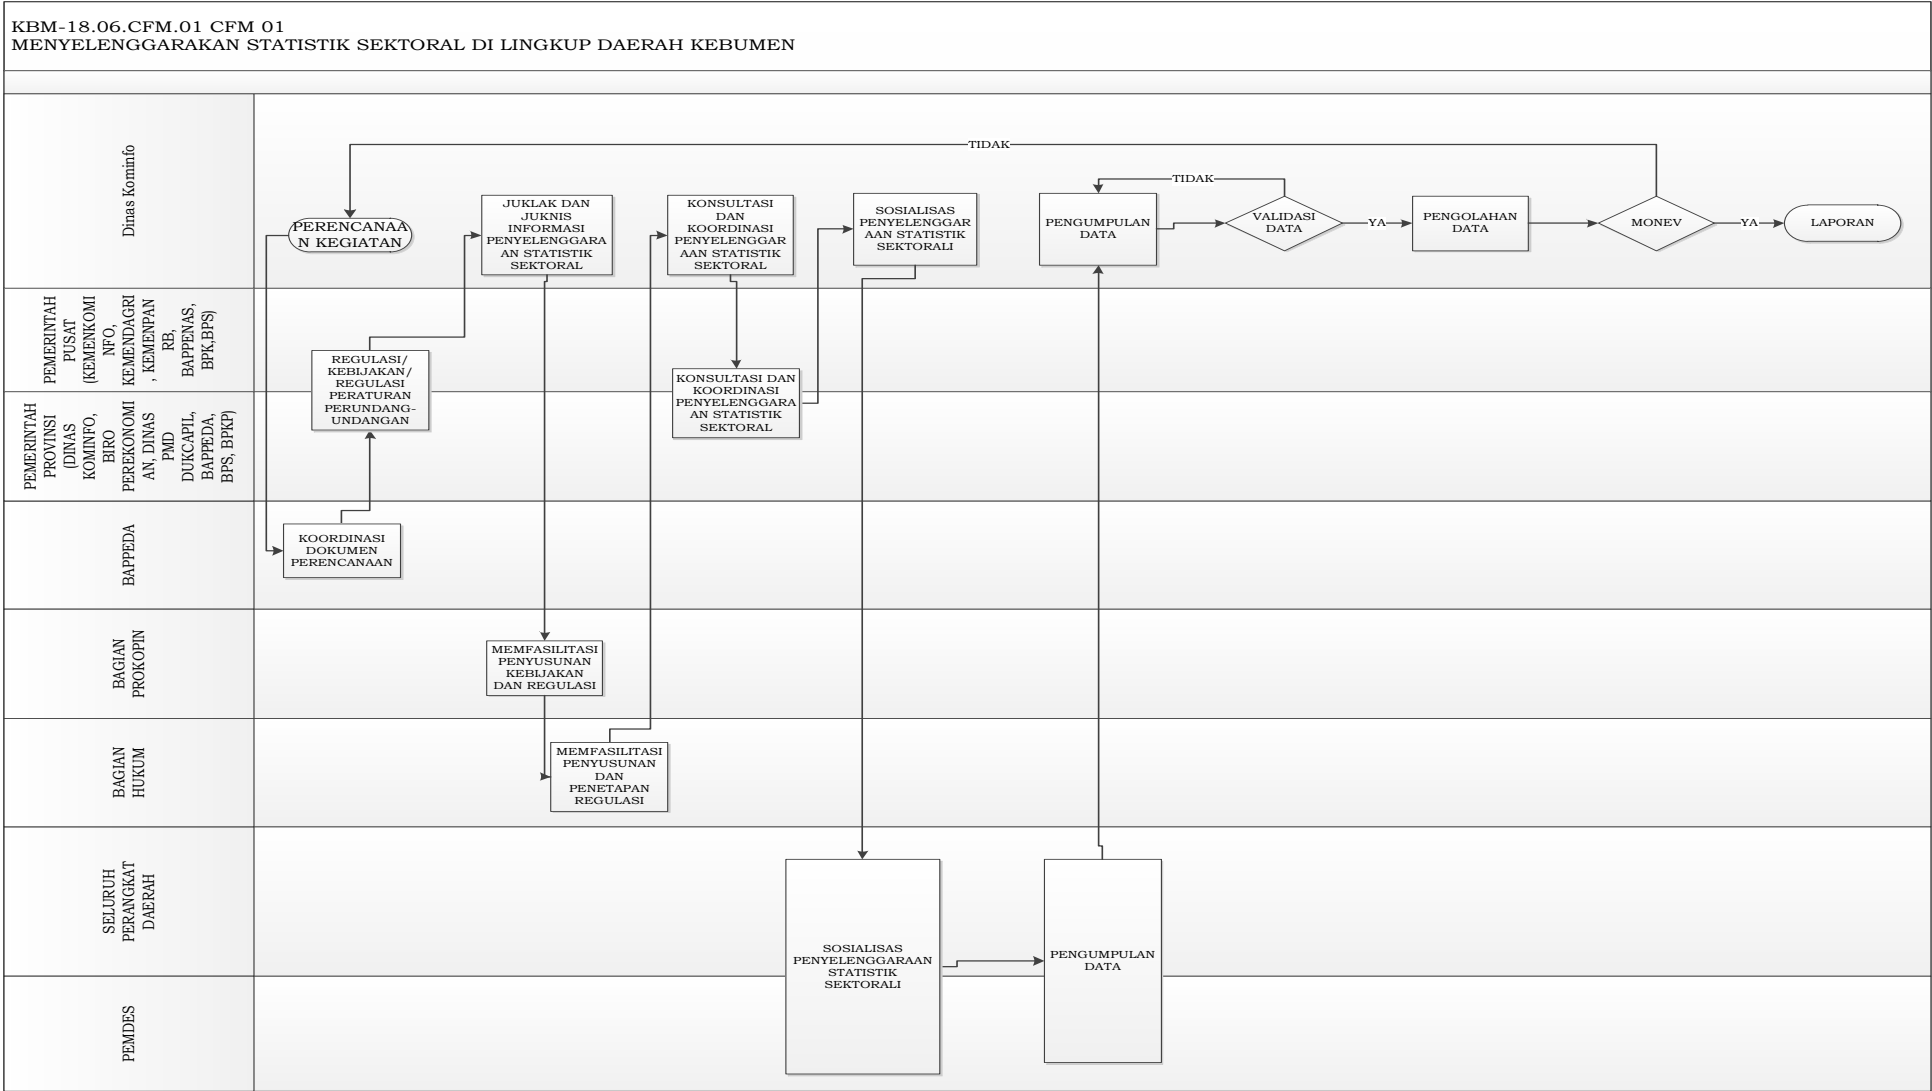 KBM-18.06.CFM.01 CFM 01
MENYELENGGARAKAN STATISTIK SEKTORAL DI LINGKUP DAERAH KEBUMEN
Dinas Kominfo
TIDAK
PERENCANAA
N KEGIATAN
JUKLAK DAN
JUKNIS
INFORMASI
PENYELENGGARA
AN STATISTIK
SEKTORAL
KONSULTASI
DAN
KOORDINASI
PENYELENGGAR
AAN STATISTIK
SEKTORAL
SOSIALISAS
PENYELENGGAR
AAN STATISTIK
SEKTORALI
PENGUMPULAN
DATA
TIDAK
VALIDASI
DATA
YA
PENGOLAHAN
DATA
MONEV
YA
LAPORAN
PEMERINTAH
PUSAT
(KEMENKOMI
NFO,
KEMENDAGRI
, KEMENPAN
RB,
BAPPENAS,
BPK,BPS)
REGULASI/
KEBIJAKAN/
REGULASI
PERATURAN
PERUNDANG-
UNDANGAN
KONSULTASI DAN
KOORDINASI
PENYELENGGARA
AN STATISTIK
SEKTORAL
PEMERINTAH
PROVINSI
(DINAS
KOMINFO,
BIRO
PEREKONOMI
AN, DINAS
PMD
DUKCAPIL,
BAPPEDA,
BPS, BPKP)
BAPPEDA
KOORDINASI
DOKUMEN
PERENCANAAN
BAGIAN
PROKOPIN
MEMFASILITASI
PENYUSUNAN
KEBIJAKAN
DAN REGULASI
BAGIAN
HUKUM
MEMFASILITASI
PENYUSUNAN
DAN
PENETAPAN
REGULASI
SELURUH
PERANGKAT
DAERAH
SOSIALISAS
PENYELENGGARAAN
STATISTIK
SEKTORALI
PENGUMPULAN
DATA
PEMDES